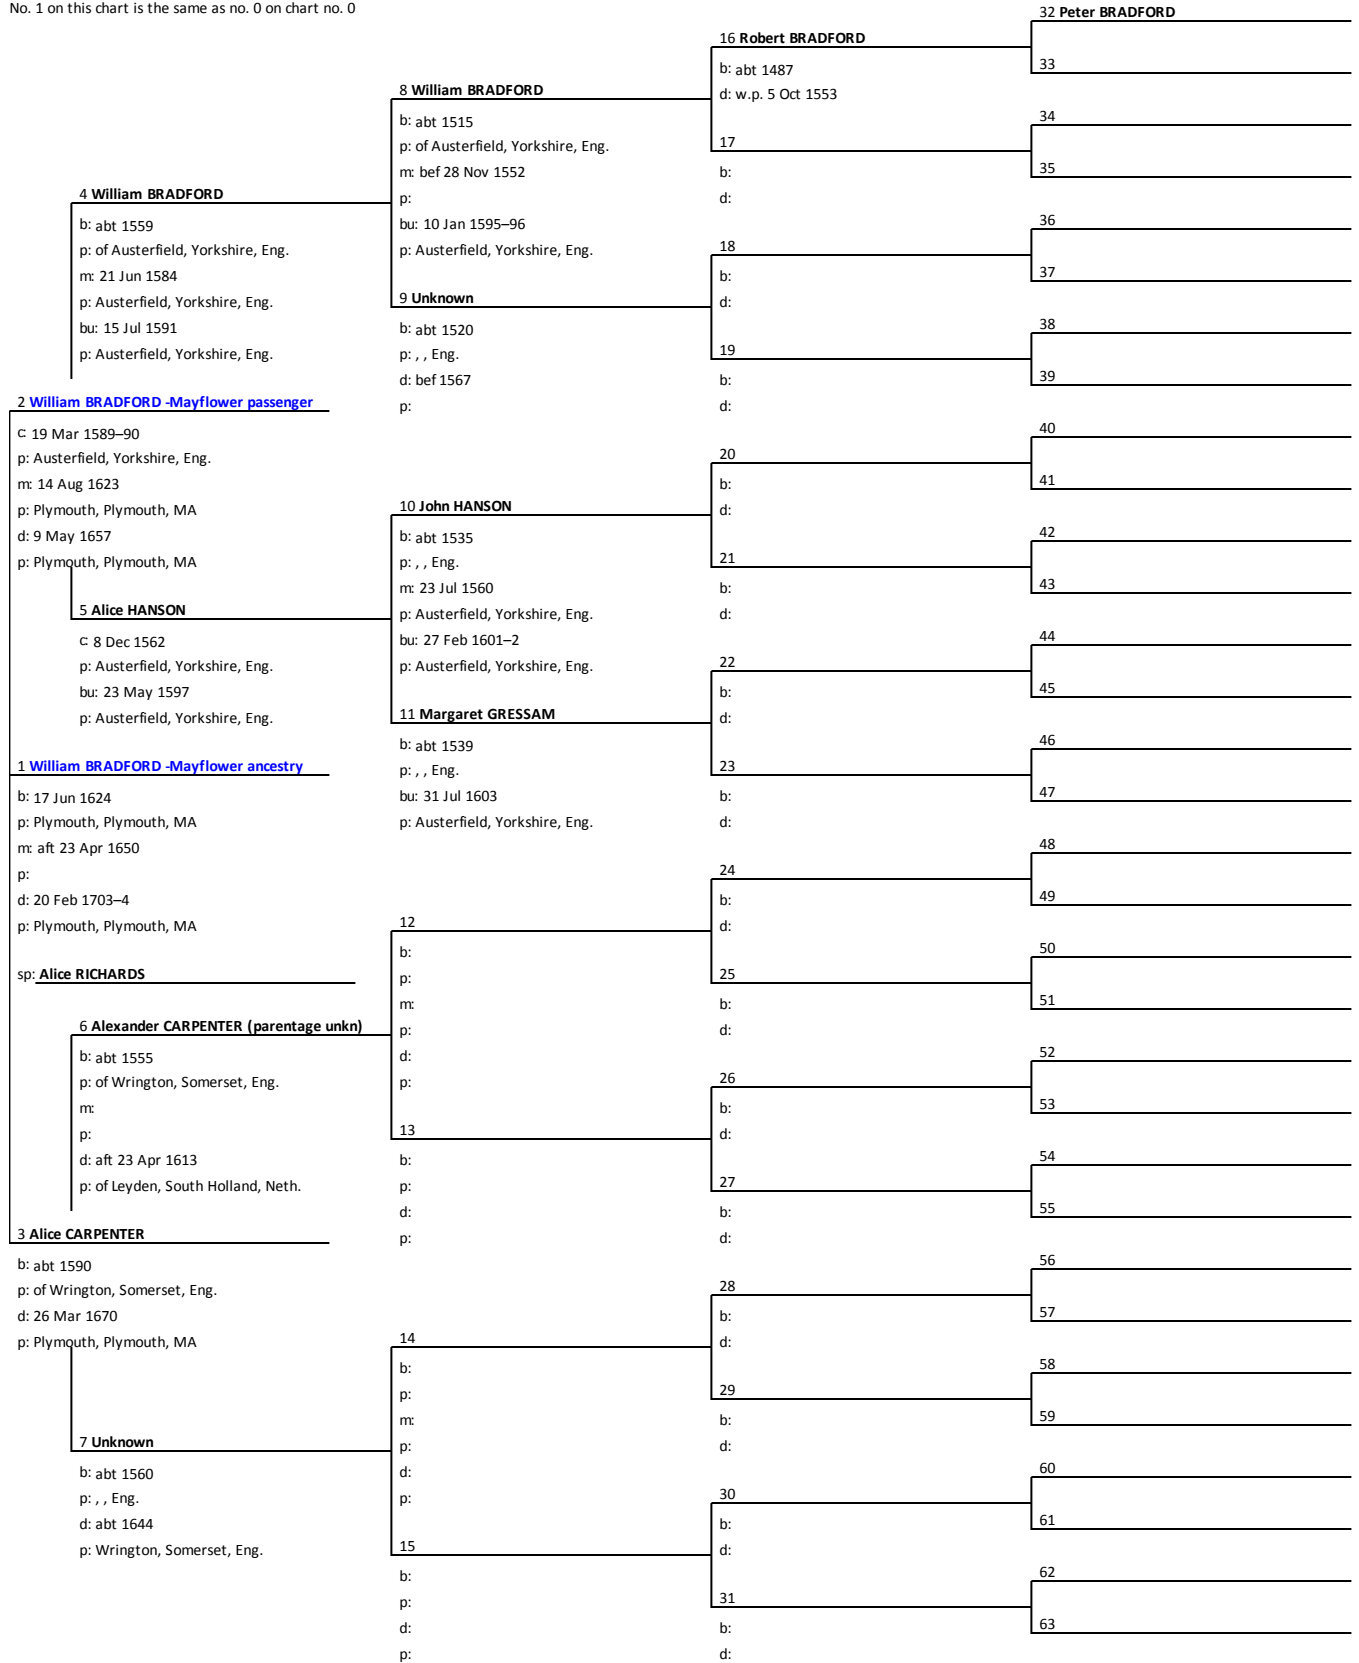 No. 1 on this chart is the same as no. 0 on chart no. 0
4 William BRADFORD
b: abt 1559
p: of Austerfield, Yorkshire, Eng.
m: 21 Jun 1584
p: Austerfield, Yorkshire, Eng.
bu: 15 Jul 1591
p: Austerfield, Yorkshire, Eng.
2 William BRADFORD -Mayflower passenger
c: 19 Mar 1589–90
p: Austerfield, Yorkshire, Eng.
m: 14 Aug 1623
p: Plymouth, Plymouth, MA
d: 9 May 1657
p: Plymouth, Plymouth, MA
5 Alice HANSON
c: 8 Dec 1562
p: Austerfield, Yorkshire, Eng.
bu: 23 May 1597
p: Austerfield, Yorkshire, Eng.
1 William BRADFORD -Mayflower ancestry
b: 17 Jun 1624
p: Plymouth, Plymouth, MA
m: aft 23 Apr 1650
p:
d: 20 Feb 1703–4
p: Plymouth, Plymouth, MA
sp: Alice RICHARDS
6 Alexander CARPENTER (parentage unkn)
b: abt 1555
p: of Wrington, Somerset, Eng.
m:
p:
d: aft 23 Apr 1613
p: of Leyden, South Holland, Neth.
3 Alice CARPENTER
b: abt 1590
p: of Wrington, Somerset, Eng.
d: 26 Mar 1670
p: Plymouth, Plymouth, MA
7 Unknown
b: abt 1560
p: , , Eng.
d: abt 1644
p: Wrington, Somerset, Eng.
8 William BRADFORD
b: abt 1515
p: of Austerfield, Yorkshire, Eng.
m: bef 28 Nov 1552
p:
bu: 10 Jan 1595–96
p: Austerfield, Yorkshire, Eng.
9 Unknown
b: abt 1520
p: , , Eng.
d: bef 1567
p:
10 John HANSON
b: abt 1535
p: , , Eng.
m: 23 Jul 1560
p: Austerfield, Yorkshire, Eng.
bu: 27 Feb 1601–2
p: Austerfield, Yorkshire, Eng.
11 Margaret GRESSAM
b: abt 1539
p: , , Eng.
bu: 31 Jul 1603
p: Austerfield, Yorkshire, Eng.
12
b:
p:
m:
p:
d:
p:
13
b:
p:
d:
p:
14
b:
p:
m:
p:
d:
p:
15
b:
p:
d:
p:
16 Robert BRADFORD
b: abt 1487
d: w.p. 5 Oct 1553
17
b:
d:
18
b:
d:
19
b:
d:
20
b:
d:
21
b:
d:
22
b:
d:
23
b:
d:
24
b:
d:
25
b:
d:
26
b:
d:
27
b:
d:
28
b:
d:
29
b:
d:
30
b:
d:
31
b:
d:
32 Peter BRADFORD
33
34
35
36
37
38
39
40
41
42
43
44
45
46
47
48
49
50
51
52
53
54
55
56
57
58
59
60
61
62
63